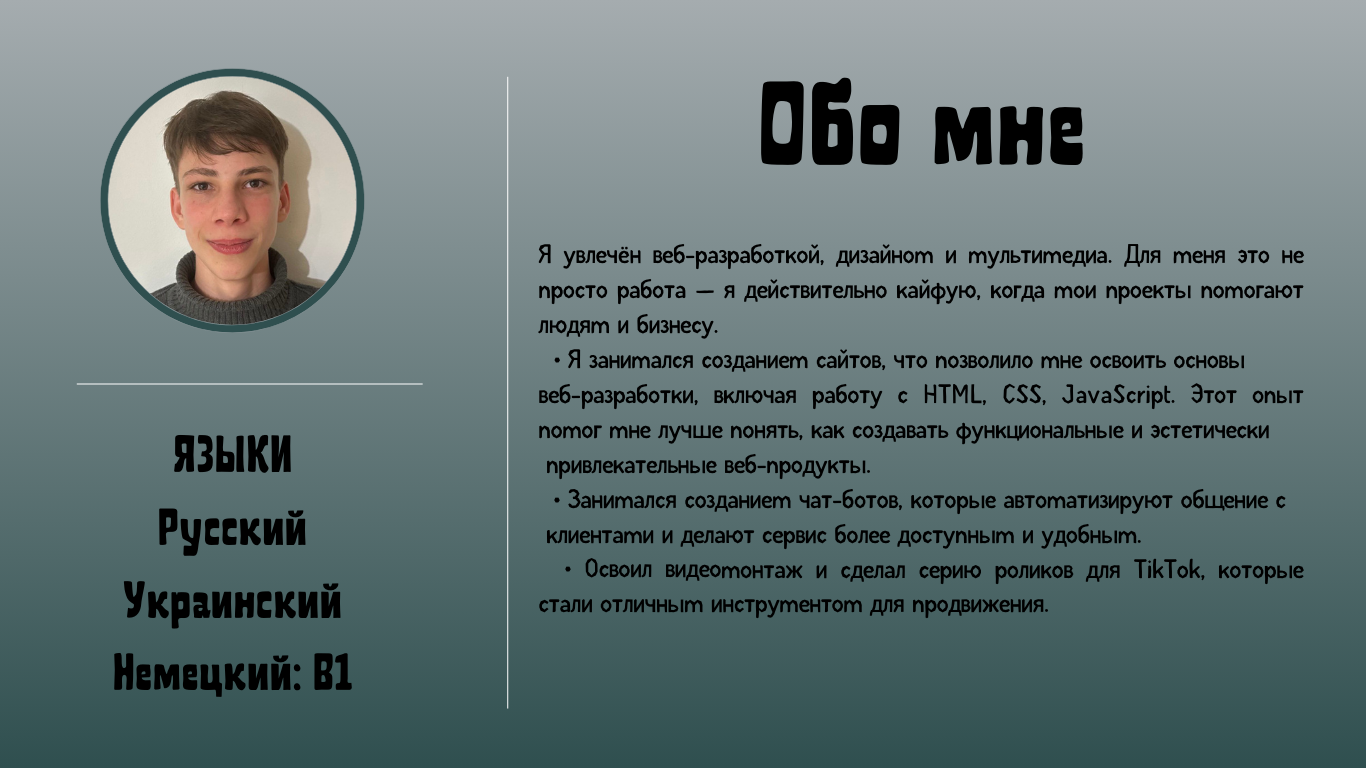 Обо мне
Я увлечён веб-разработкой, дизайном и мультимедиа. Для меня это не
просто работа — я действительно кайфую, когда мои проекты помогают
людям и бизнесу.
• Я занимался созданием сайтов, что позволило мне освоить основы
веб-разработки, включая работу с HTML, CSS, JavaScript. Этот опыт
помог мне лучше понять, как создавать функциональные и эстетически
привлекательные веб-продукты.
• Занимался созданием чат-ботов, которые автоматизируют общение с
клиентами и делают сервис более доступным и удобным.
• Освоил видеомонтаж и сделал серию роликов для TikTok, которые
стали отличным инструментом для продвижения.
ЯЗЫКИ
Русский
Украинский
Немецкий: B1